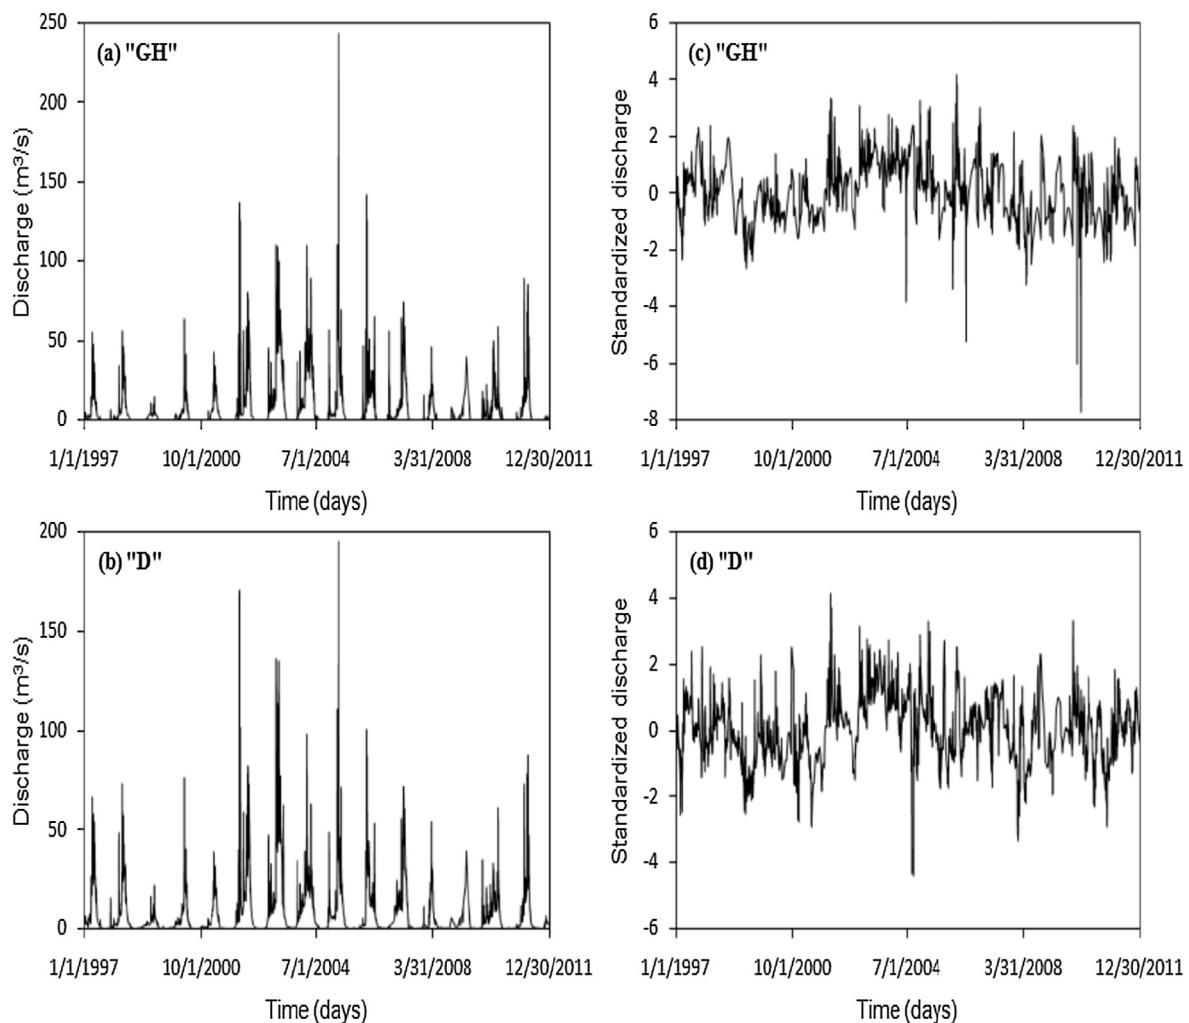 (a) "GH"
Discharge (m³/s)
250
200
150
100
50
0
1/1/1997 10/1/2000 7/1/2004 3/31/2008 12/30/2011
Time (days)
(c) "GH"
Standardized discharge
6
4
2
0
-2
-4
-6
-8
1/1/1997 10/1/2000 7/1/2004 3/31/2008 12/30/2011
Time (days)
(b) "D"
Discharge (m³/s)
200
150
100
50
0
1/1/1997 10/1/2000 7/1/2004 3/31/2008 12/30/2011
Time (days)
(d) "D"
Standardized discharge
6
4
2
0
-2
-4
-6
1/1/1997 10/1/2000 7/1/2004 3/31/2008 12/30/2011
Time (days)